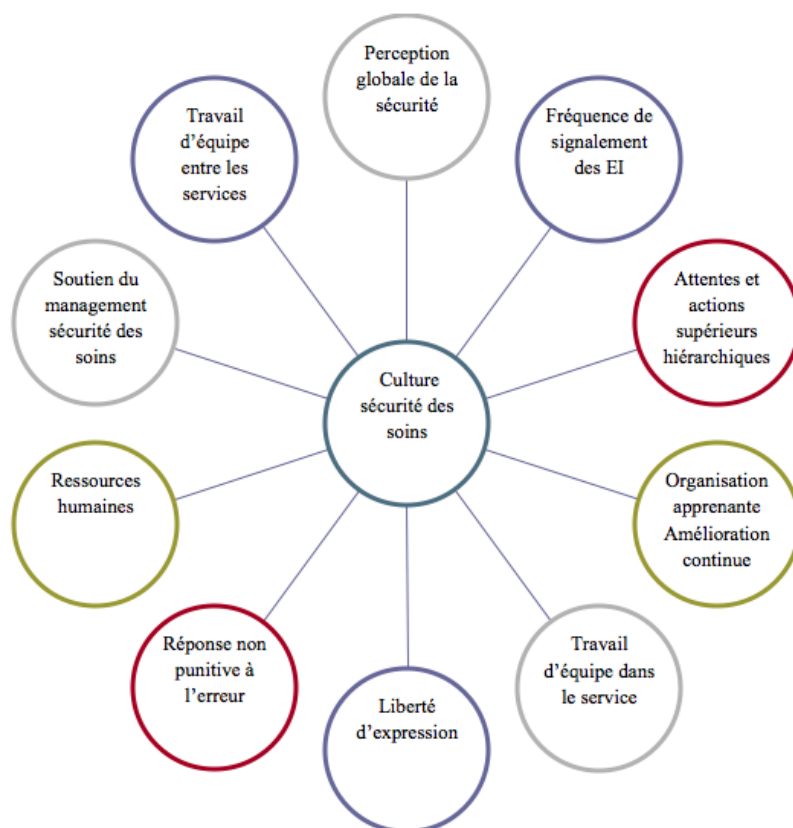 Perception
globale de la
sécurité
Fréquence de
signalement
des EI
Attentes et
actions
supérieurs
hiérarchiques
Organisation
apprenante
Amélioration
continue
Travail
d’équipe dans
le service
Liberté
d’expression
Réponse non
punitive à
l’erreur
Ressources
humaines
Soutien du
management
sécurité des
soins
Travail
d’équipe
entre les
services
Culture
sécurité des
soins